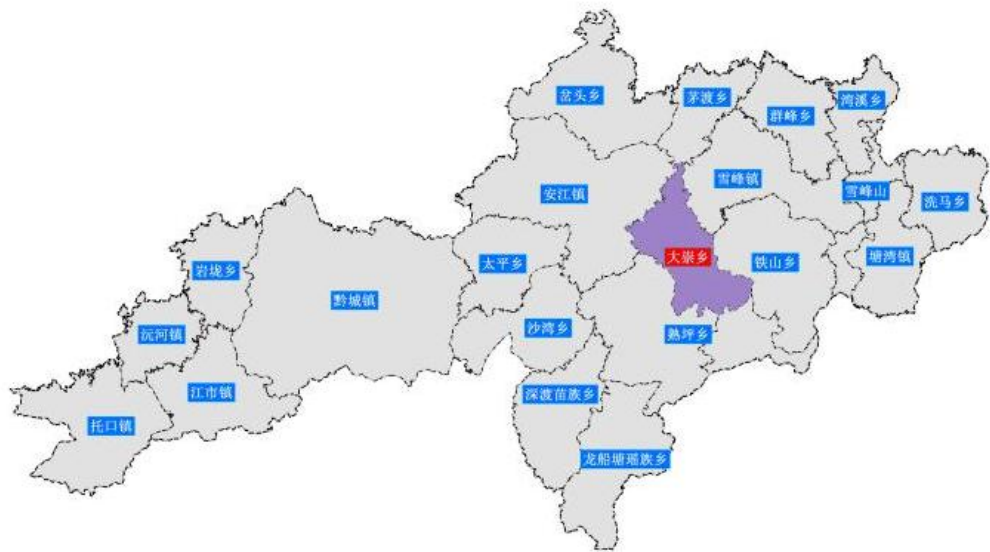 岔头乡
茅渡乡
湾溪乡
群峰乡
雪峰镇
安江镇
雪峰山
洗马乡
大崇乡
铁山乡
塘湾镇
太平乡
岩垅乡
黔城镇
沙湾乡
熟坪乡
沅河镇
江市镇
深渡苗族乡
托口镇
龙船塘瑶族乡